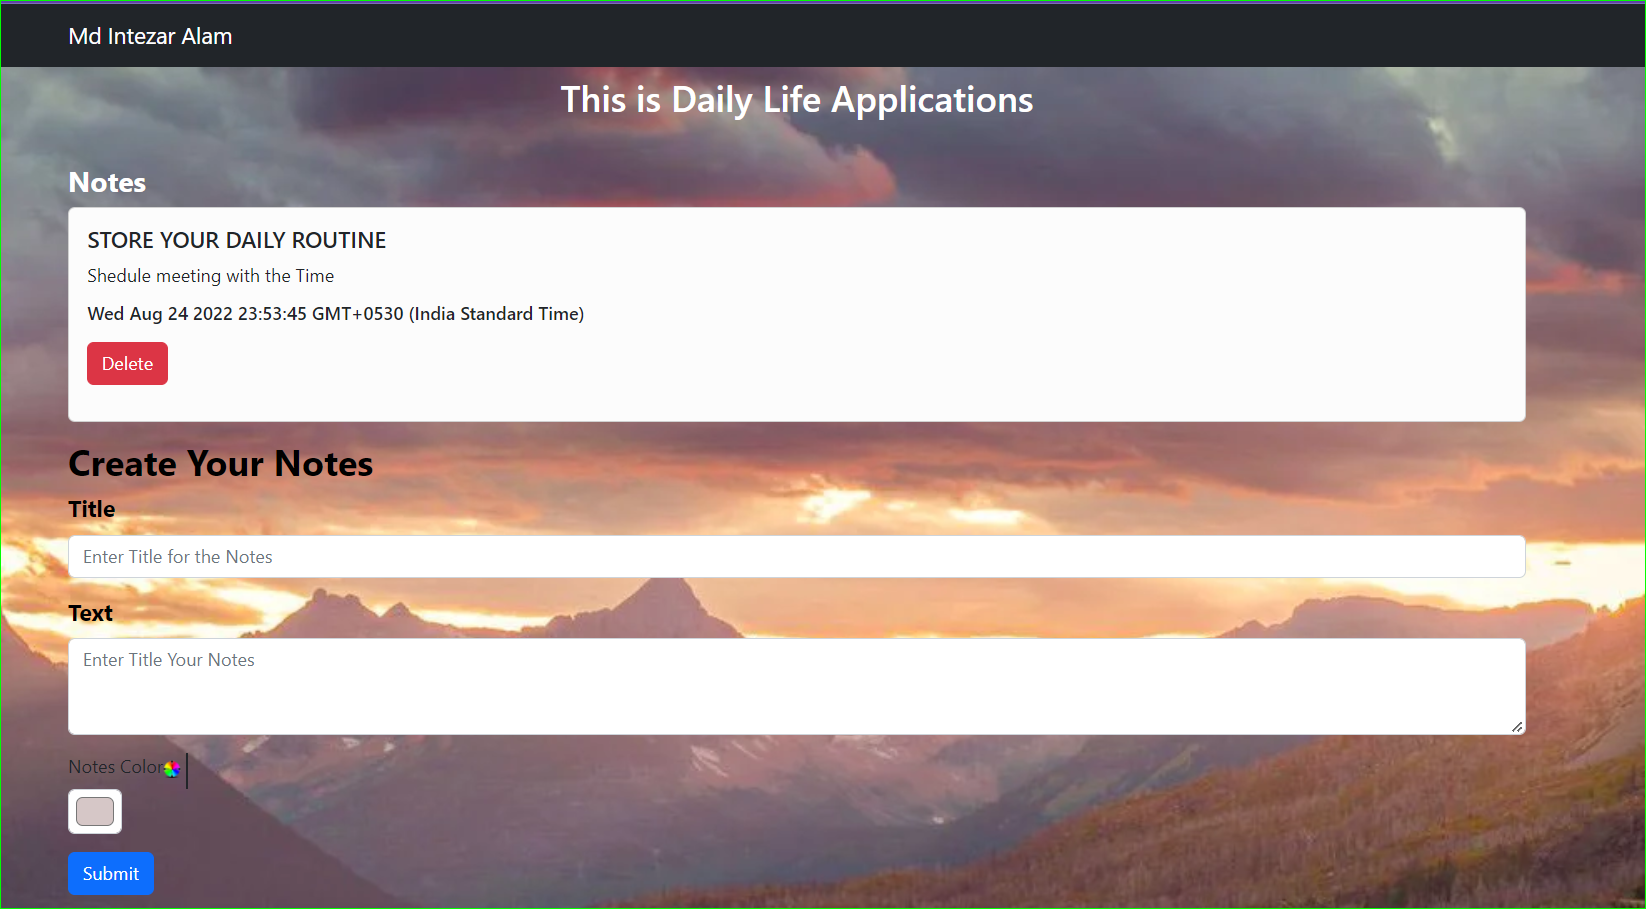 Md Intezar Alam
This is Daily Life Applications
Notes
STORE YOUR DAILY ROUTINE
Shedule meeting with the Time
Wed Aug 24 2022 23:53:45 GMT+0530 (India Standard Time)
Delete
Create Your Notes
Title
Enter Title for the Notes
Text
Enter Title Your Notes
Notes Color
Submit